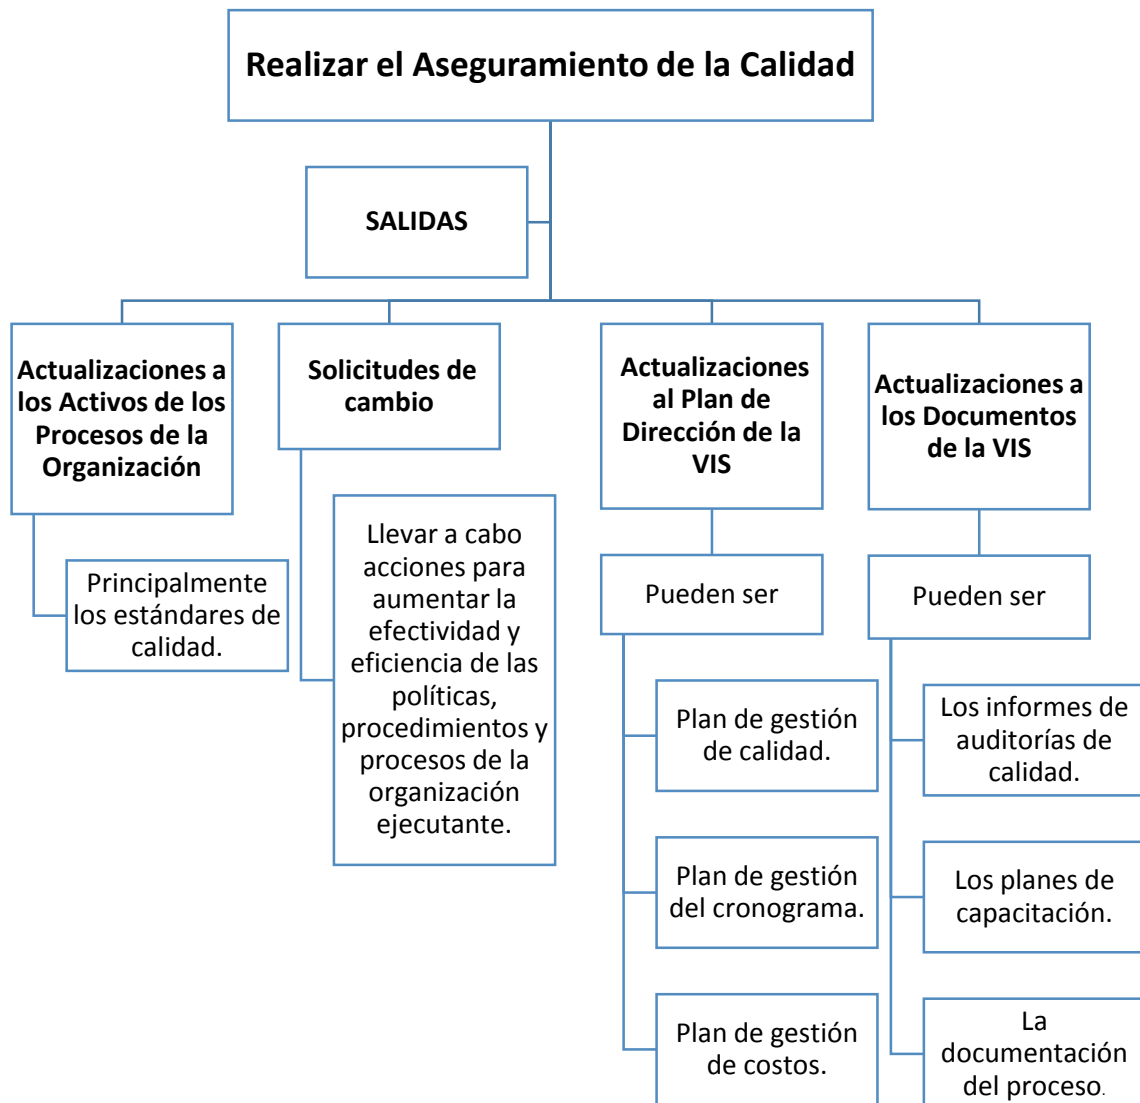 Realizar el Aseguramiento de la Calidad
SALIDAS
Actualizaciones a
los Activos de los
Procesos de la
Organización
Principalmente
los estándares de
calidad.
Solicitudes de
cambio
Llevar a cabo
acciones para
aumentar la
efectividad y
eficiencia de las
políticas,
procedimientos y
procesos de la
organización
ejecutante.
Actualizaciones
al Plan de
Dirección de la
VIS
Pueden ser
Plan de gestión
de calidad.
Plan de gestión
del cronograma.
Plan de gestión
de costos.
Actualizaciones a
los Documentos
de la VIS
Pueden ser
Los informes de
auditorías de
calidad.
Los planes de
capacitación.
La
documentación
del proceso.